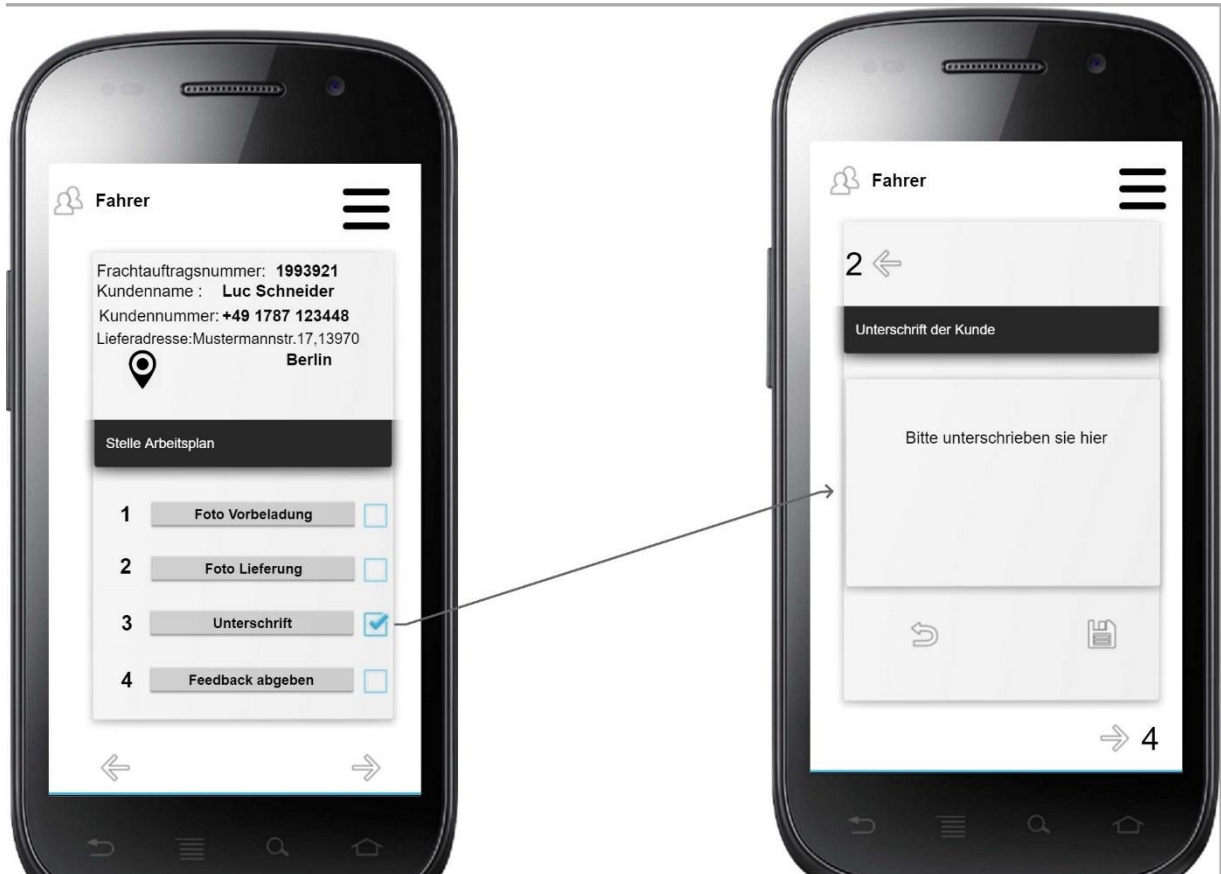 Fahrer
Frachtauftragsnummer: 1993921
Kundenname : Luc Schneider
Kundennummer: +49 1787 123448
Lieferadresse:Mustermannstr.17,13970
Berlin
Stelle Arbeitsplan
1 Foto Vorbeladung
2 Foto Lieferung
3 Unterschrift
4 Feedback abgeben
Fahrer
2
Unterschrift der Kunde
Bitte unterschrieben sie hier
4